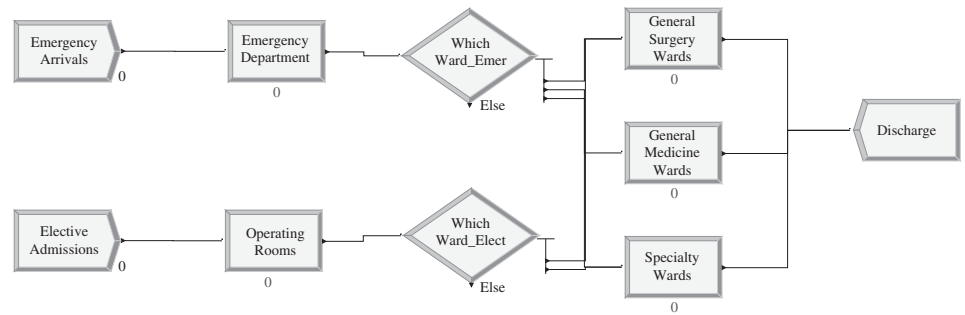 Emergency
Arrivals
0
Emergency
Department
0
Which
Ward_Emer
Else
General
Surgery
Wards
0
General
Medicine
Wards
0
Discharge
Elective
Admissions
0
Operating
Rooms
0
Which
Ward_Elect
Else
Specialty
Wards
0